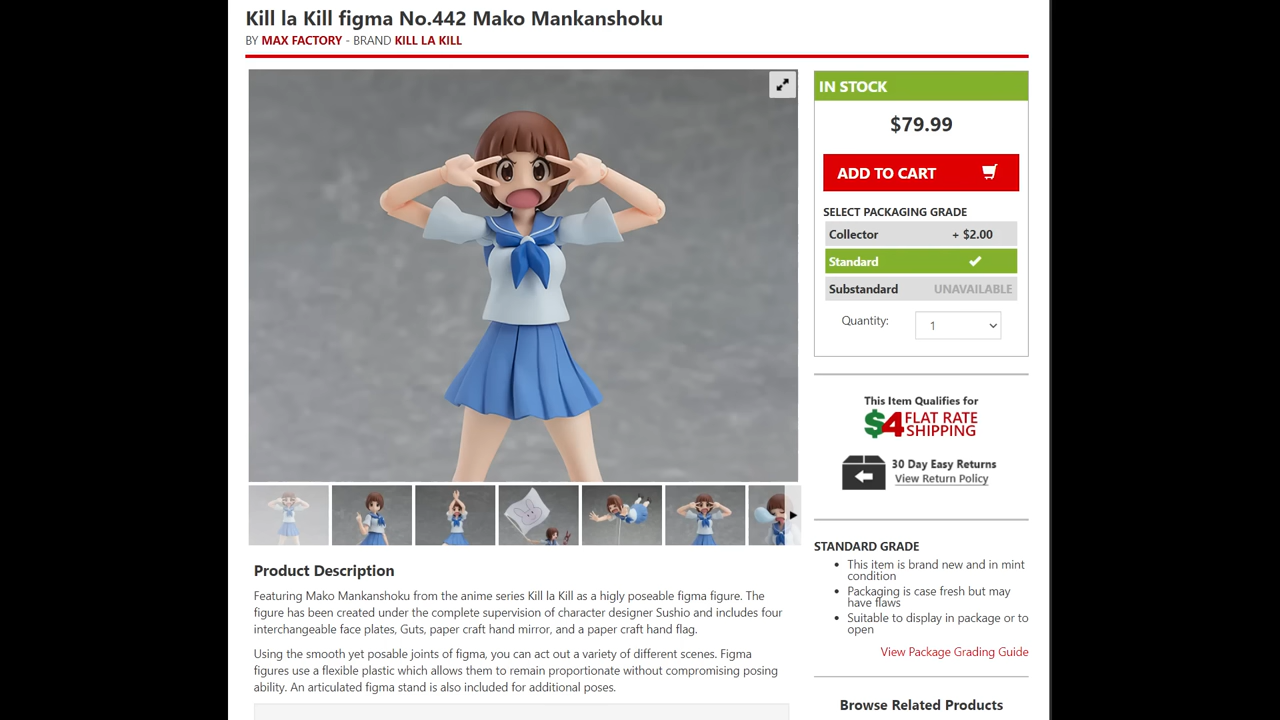 Kill la Kill figma No.442 Mako Mankanshoku
BY MAX FACTORY - BRAND KILL LA KILL
IN STOCK
$79.99
ADD TO CART
SELECT PACKAGING GRADE
Collector + $2.00
Standard
Substandard UNAVAILABLE
Quantity: 1
This Item Qualifies for
$4 FLAT RATE
SHIPPING
30 Day Easy Returns
View Return Policy
STANDARD GRADE
• This item is brand new and in mint
condition
• Packaging is case fresh but may
have flaws
• Suitable to display in package or to
open
View Package Grading Guide
Browse Related Products
Product Description
Featuring Mako Mankanshoku from the anime series Kill la Kill as a higly poseable figma figure. The
figure has been created under the complete supervision of character designer Sushio and includes four
interchangeable face plates, Guts, paper craft hand mirror, and a paper craft hand flag.
Using the smooth yet posable joints of figma, you can act out a variety of different scenes. Figma
figures use a flexible plastic which allows them to remain proportionate without compromising posing
ability. An articulated figma stand is also included for additional poses.